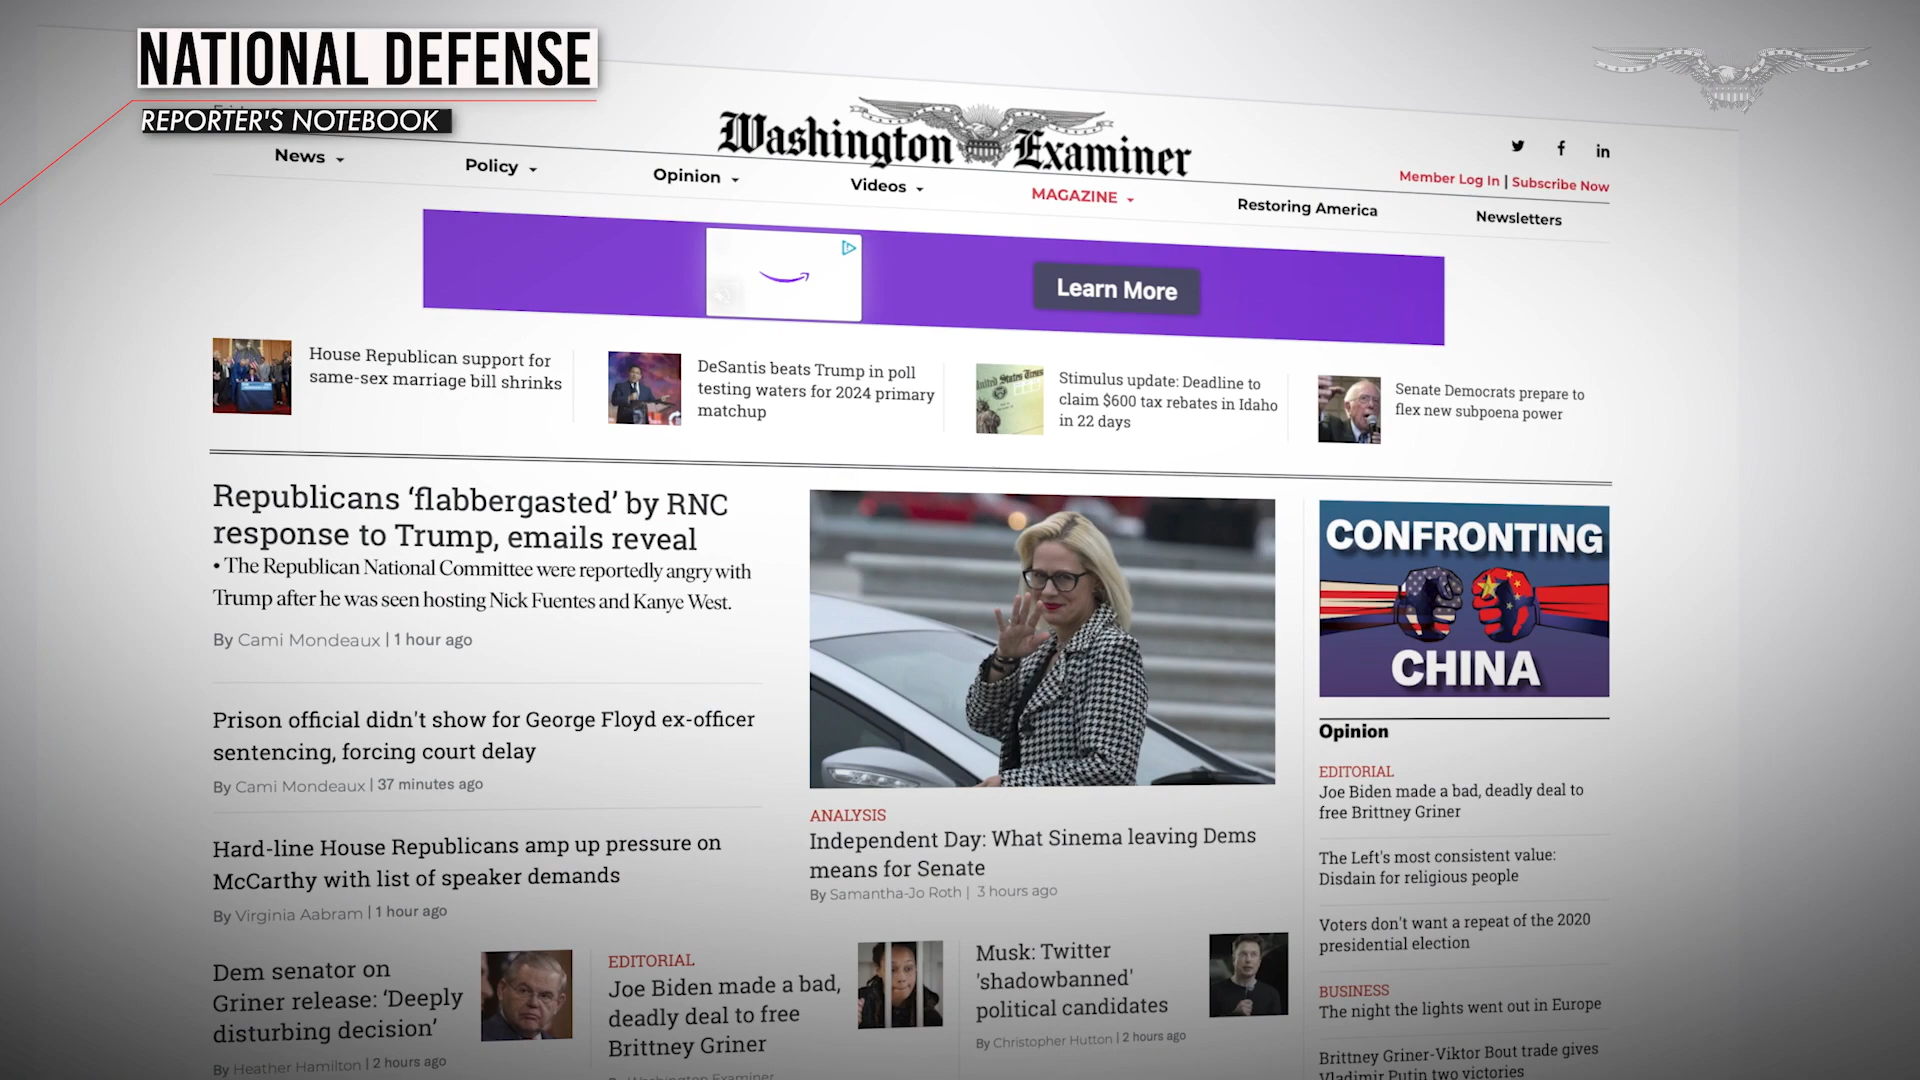 NATIONAL DEFENSE
REPORTER'S NOTEBOOK
Washington Examiner
Member Log In | Subscribe Now
News
Policy
Opinion
Videos
MAGAZINE
Restoring America
Newsletters
Learn More
House Republican support for
same-sex marriage bill shrinks
DeSantis beats Trump in poll
testing waters for 2024 primary
matchup
Stimulus update: Deadline to
claim $600 tax rebates in Idaho
in 22 days
Senate Democrats prepare to
flex new subpoena power
Republicans ‘flabbergasted’ by RNC
response to Trump, emails reveal
• The Republican National Committee were reportedly angry with
Trump after he was seen hosting Nick Fuentes and Kanye West.
By Cami Mondeaux | 1 hour ago
Prison official didn't show for George Floyd ex-officer
sentencing, forcing court delay
By Cami Mondeaux | 37 minutes ago
Hard-line House Republicans amp up pressure on
McCarthy with list of speaker demands
By Virginia Aabram | 1 hour ago
Dem senator on
Griner release: ‘Deeply
disturbing decision’
By Heather Hamilton | 2 hours ago
ANALYSIS
Independent Day: What Sinema leaving Dems
means for Senate
By Samantha-Jo Roth | 3 hours ago
EDITORIAL
Joe Biden made a bad,
deadly deal to free
Brittney Griner
Washington Examiner
Musk: Twitter
'shadowbanned'
political candidates
By Christopher Hutton | 2 hours ago
CONFRONTING
CHINA
Opinion
EDITORIAL
Joe Biden made a bad, deadly deal to
free Brittney Griner
The Left's most consistent value:
Disdain for religious people
Voters don't want a repeat of the 2020
presidential election
BUSINESS
The night the lights went out in Europe
Brittney Griner-Viktor Bout trade gives
Vladimir Putin two victories